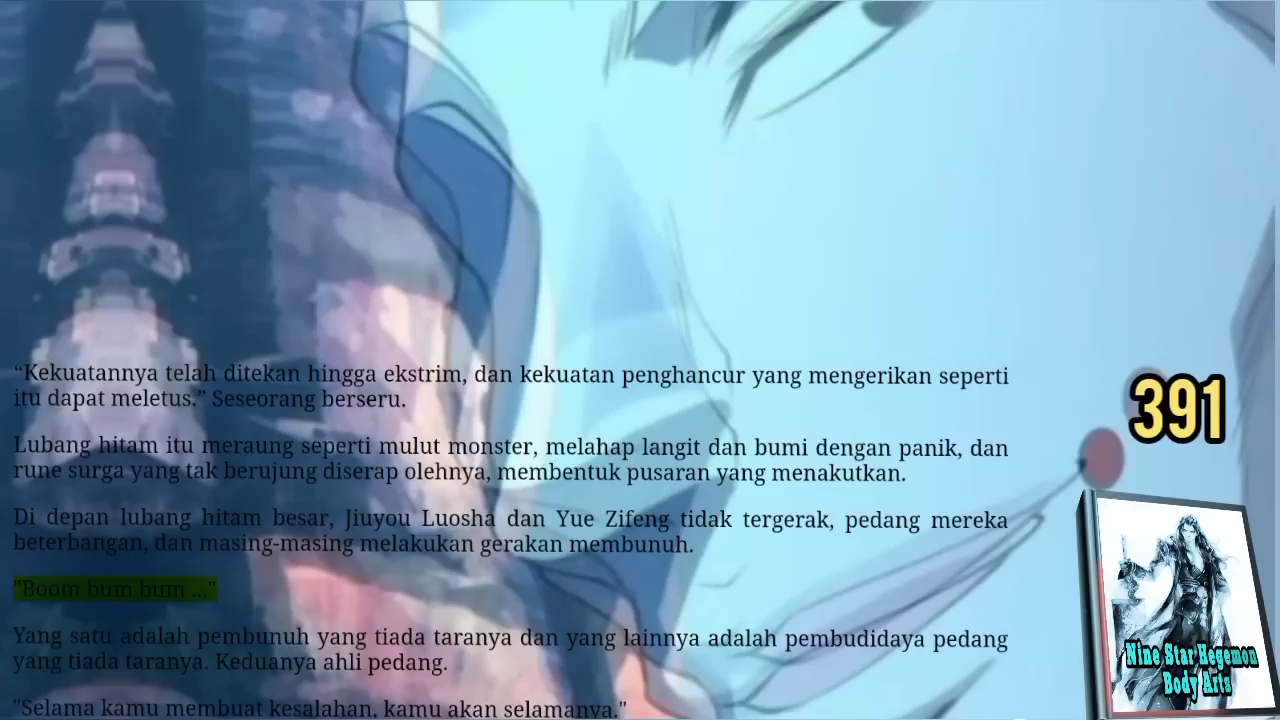 “Kekuatannya telah ditekan hingga ekstrim, dan kekuatan penghancur yang mengerikan seperti
itu dapat meletus.” Seseorang berseru.
Lubang hitam itu meraung seperti mulut monster, melahap langit dan bumi dengan panik, dan
rune surga yang tak berujung diserap olehnya, membentuk pusaran yang menakutkan.
Di depan lubang hitam besar, Jiuyou Luosha dan Yue Zifeng tidak tergerak, pedang mereka
beterbangan, dan masing-masing melakukan gerakan membunuh.
"Boom bum bum ..."
Yang satu adalah pembunuh yang tiada taranya dan yang lainnya adalah pembudidaya pedang
yang tiada taranya. Keduanya ahli pedang.
"Selama kamu membuat kesalahan, kamu akan selamanya."
391
Nine Star Hegemon
Body Arts